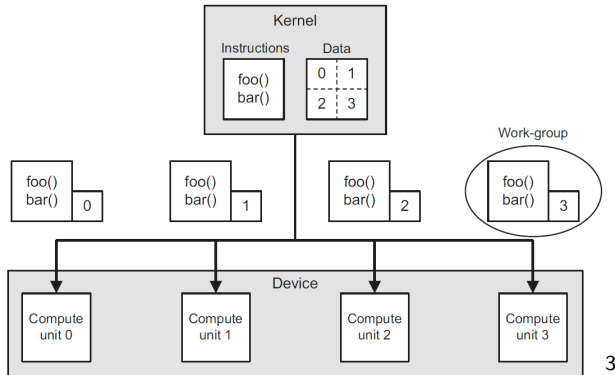 Kernel
Instructions Data
foo()
bar()
0 1
2 3
Work-group
foo()
bar() 0
foo()
bar() 1
foo()
bar() 2
foo()
bar() 3
Device
Compute
unit 0
Compute
unit 1
Compute
unit 2
Compute
unit 3
3